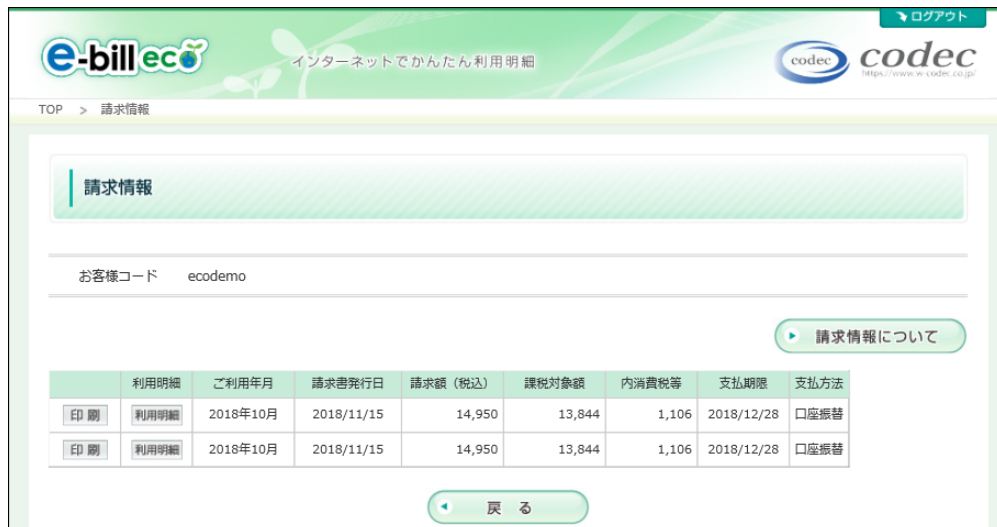 ログアウト
e-bill eco
インターネットでかんたん利用明細
codec codec
https://www.w-codec.co.jp/
TOP > 請求情報
請求情報
お客様コード ecodemo
請求情報について
利用明細 ご利用年月 請求書発行日 請求額（税込） 課税対象額 内消費税等 支払期限 支払方法
印刷 利用明細 2018年10月 2018/11/15 14,950 13,844 1,106 2018/12/28 口座振替
印刷 利用明細 2018年10月 2018/11/15 14,950 13,844 1,106 2018/12/28 口座振替
戻 る